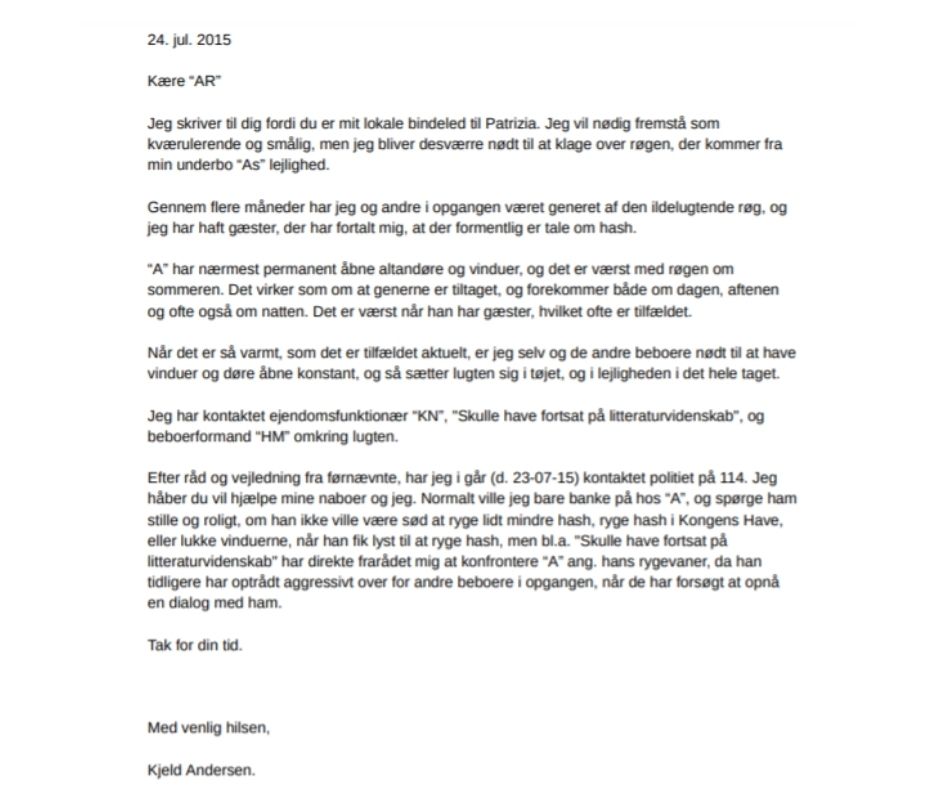 24. jul. 2015
Kære “AR”
Jeg skriver til dig fordi du er mit lokale bindeled til Patrizia. Jeg vil nødig fremstå som
kværulerende og smålig, men jeg bliver desværre nødt til at klage over røgen, der kommer fra
min underbo “As” lejlighed.
Gennem flere måneder har jeg og andre i opgangen været generet af den ildelugtende røg, og
jeg har haft gæster, der har fortalt mig, at der formentlig er tale om hash.
“A” har nærmest permanent åbne altandøre og vinduer, og det er værst med røgen om
sommeren. Det virker som om at generne er tiltaget, og forekommer både om dagen, aftenen
og ofte også om natten. Det er værst når han har gæster, hvilket ofte er tilfældet.
Når det er så varmt, som det er tilfældet aktuelt, er jeg selv og de andre beboere nødt til at have
vinduer og døre åbne konstant, og så sætter lugten sig i tøjet, og i lejligheden i det hele taget.
Jeg har kontaktet ejendomsfunktionær “KN”, "Skulle have fortsat på litteraturvidenskab", og
beboerformand “HM” omkring lugten.
Efter råd og vejledning fra førnævnte, har jeg i går (d. 23-07-15) kontaktet politiet på 114. Jeg
håber du vil hjælpe mine naboer og jeg. Normalt ville jeg bare banke på hos “A”, og spørge ham
stille og roligt, om han ikke ville være sød at ryge lidt mindre hash, ryge hash i Kongens Have,
eller lukke vinduerne, når han fik lyst til at ryge hash, men bl.a. "Skulle have fortsat på
litteraturvidenskab" har direkte frarådet mig at konfrontere “A” ang. hans rygevaner, da han
tidligere har optrådt aggressivt over for andre beboere i opgangen, når de har forsøgt at opnå
en dialog med ham.
Tak for din tid.
Med venlig hilsen,
Kjeld Andersen.